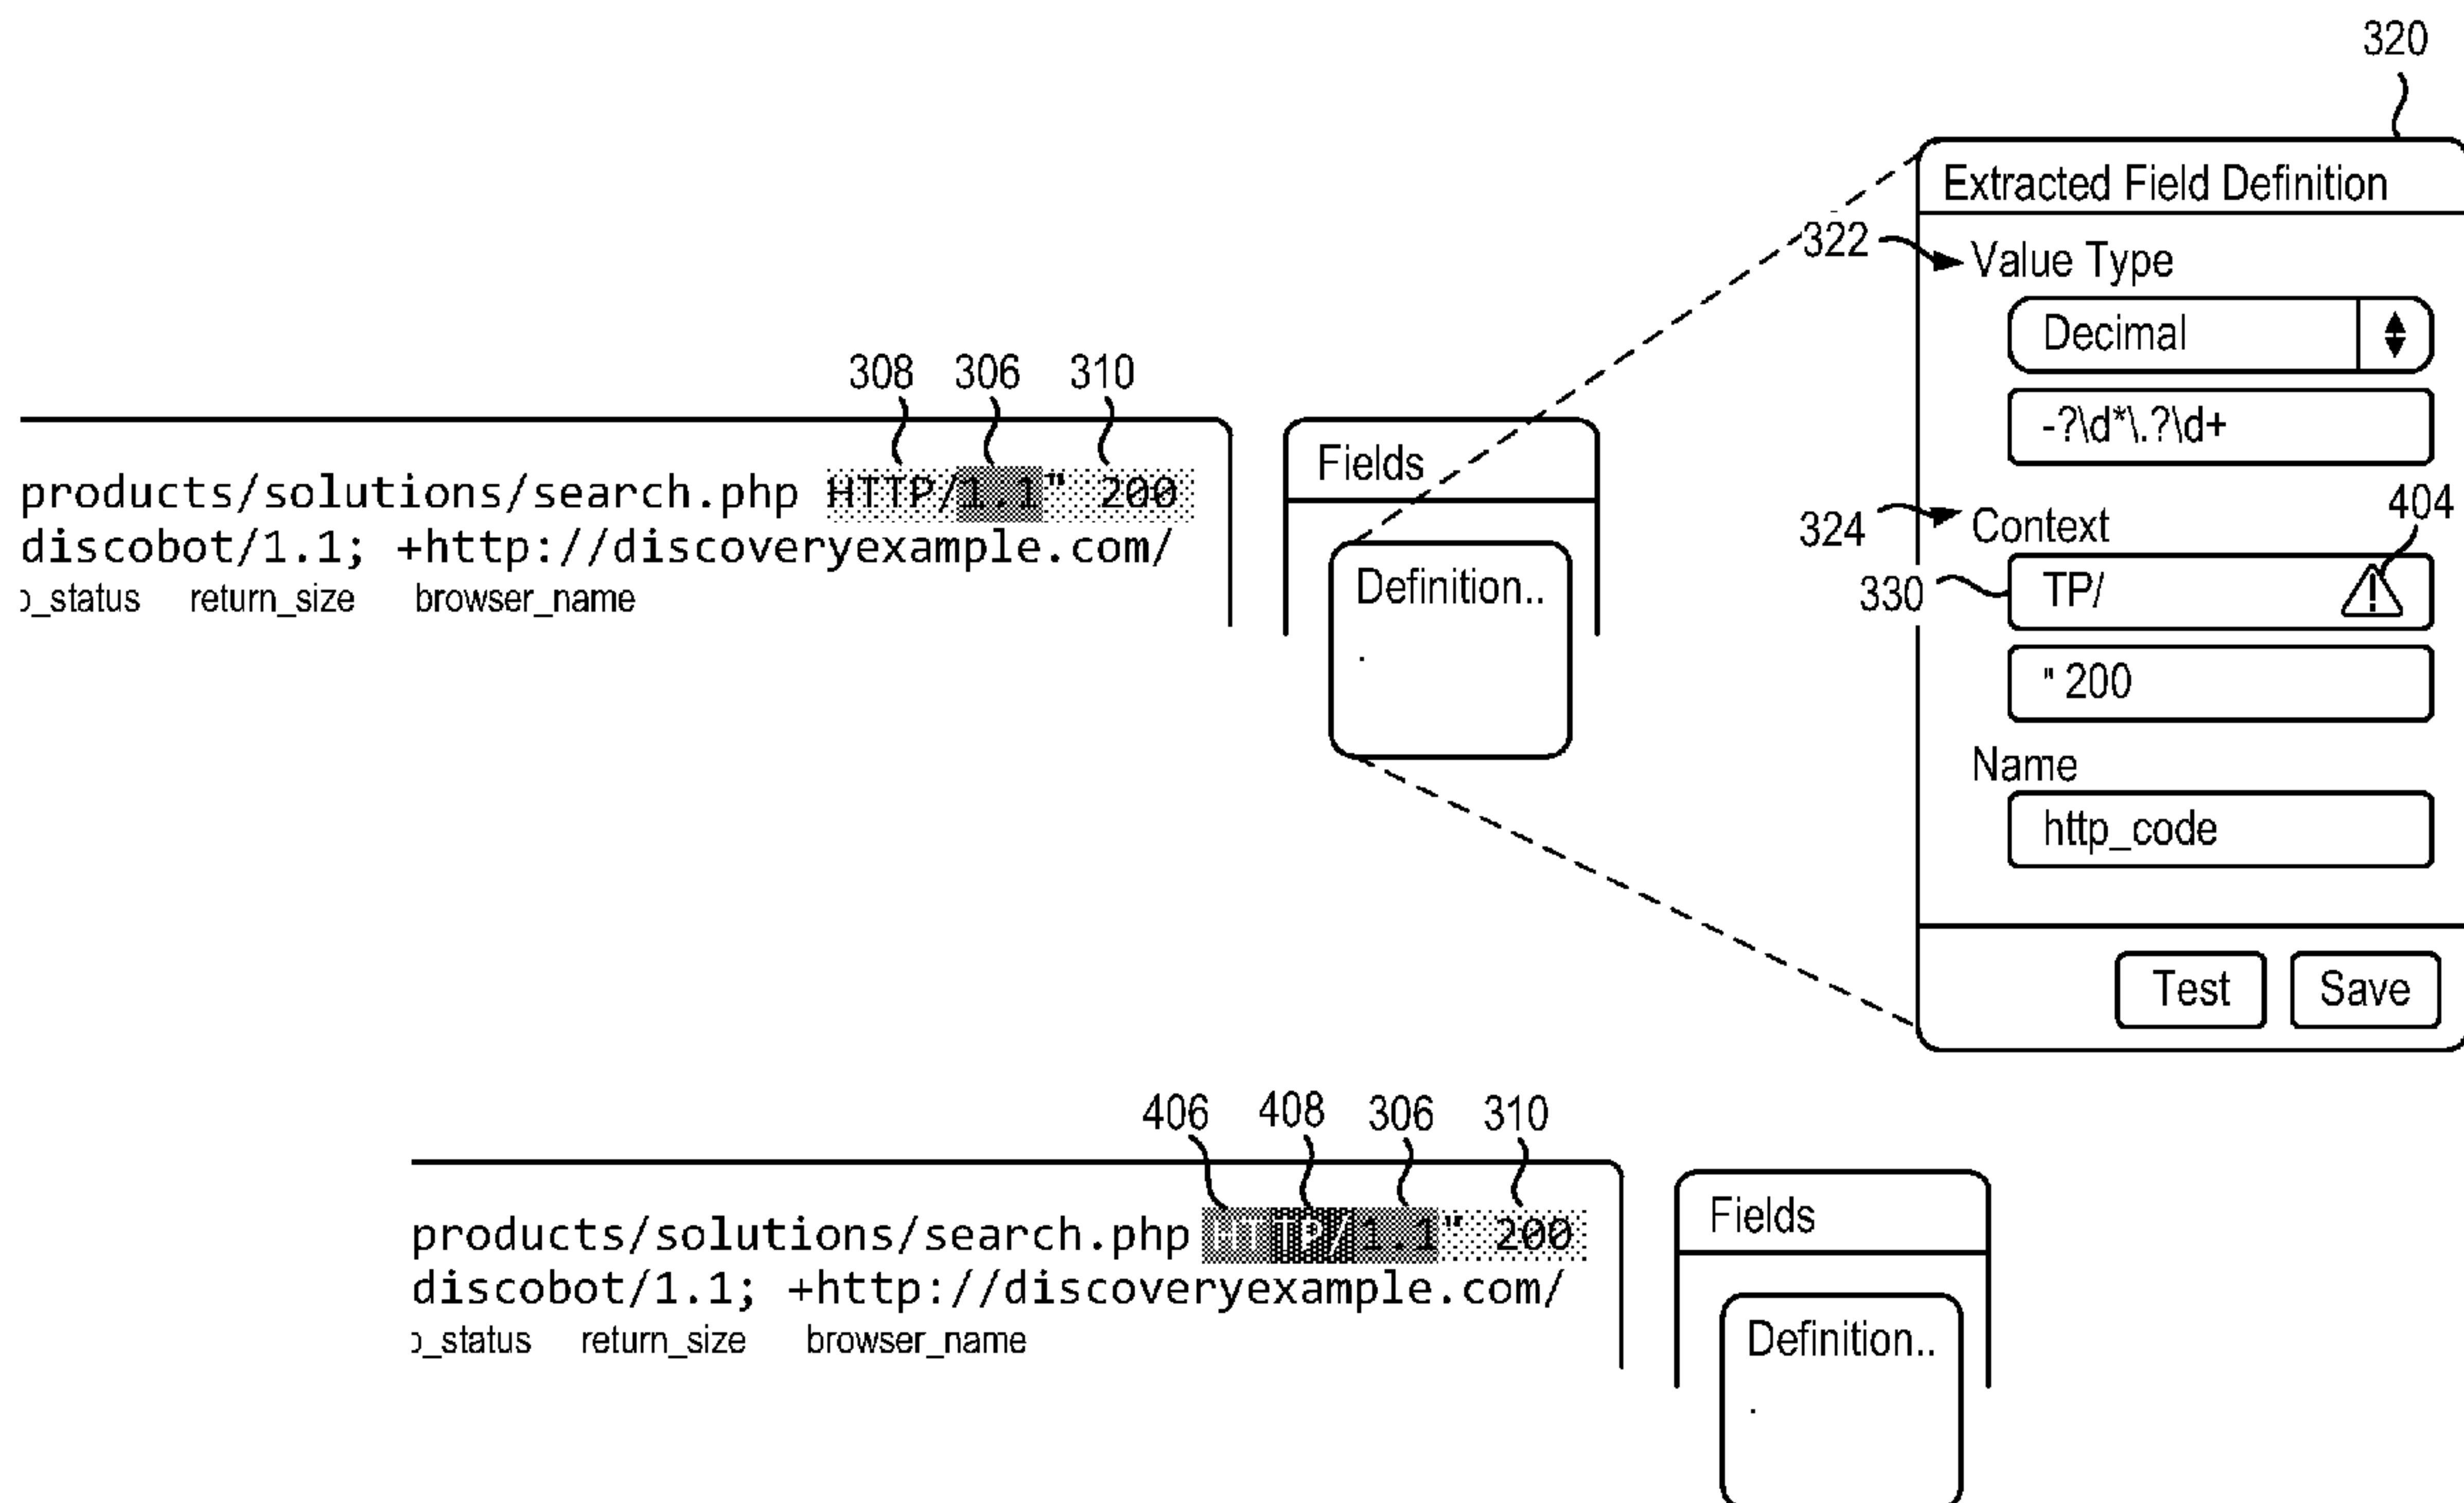 320
Extracted Field Definition
322
Value Type
Decimal
-?\d*\.?\d+
324
Context
404
330
TP/
" 200
Name
http_code
Test
Save
308 306 310
products/solutions/search.php HTTP/1.1" 200
discobot/1.1; +http://discoveryexample.com/
_status return_size browser_name
Fields
Definition..
.
406 408 306 310
products/solutions/search.php HTTP/1.1" 200
discobot/1.1; +http://discoveryexample.com/
_status return_size browser_name
Fields
Definition..
.